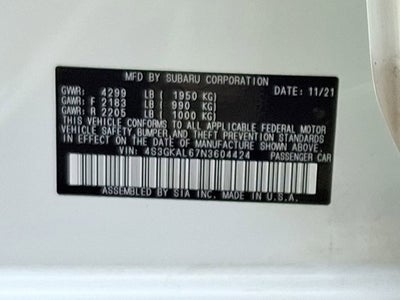 MFD BY SUBARU CORPORATION
GVWR: 4299 LB ( 1950 KG) DATE: 11/21
GAWR: F 2183 LB ( 990 KG)
GAWR: R 2205 LB ( 1000 KG)
THIS VEHICLE CONFORMS TO ALL APPLICABLE FEDERAL MOTOR
VEHICLE SAFETY, BUMPER, AND THEFT PREVENTION STANDARDS
IN EFFECT ON THE DATE OF MANUFACTURE SHOWN ABOVE.
VIN: 4S3GKAL67N3604424 PASSENGER CAR
ASSEMBLED BY SIA INC. MADE IN U.S.A.